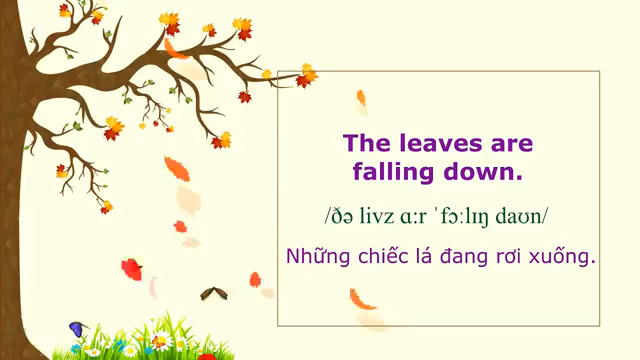 The leaves are
falling down.
/ðə livz ɑːr ˈfɔːlɪŋ daʊn/
Những chiếc lá đang rơi xuống.